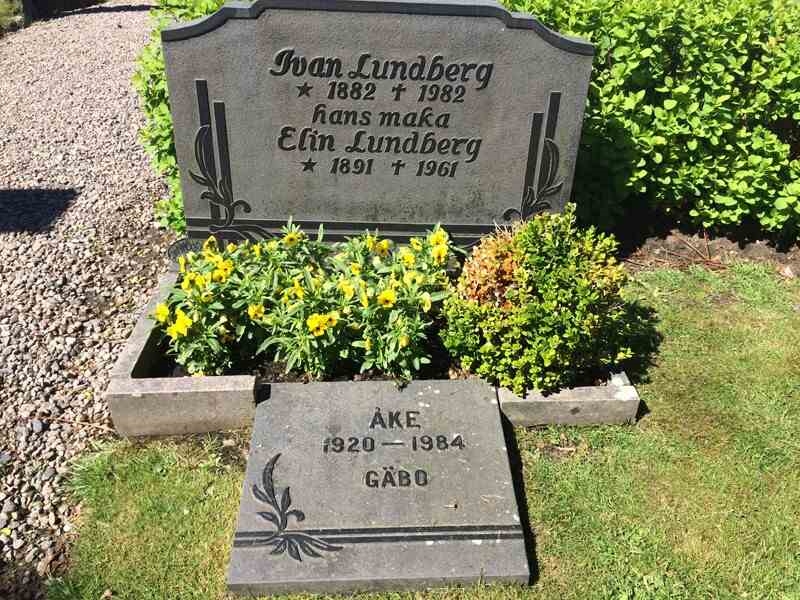 Ivan Lundberg
★ 1882 ✝ 1982
hans maka
Elin Lundberg
★ 1891 ✝ 1961
ÅKE
1920 — 1984
GÄBO